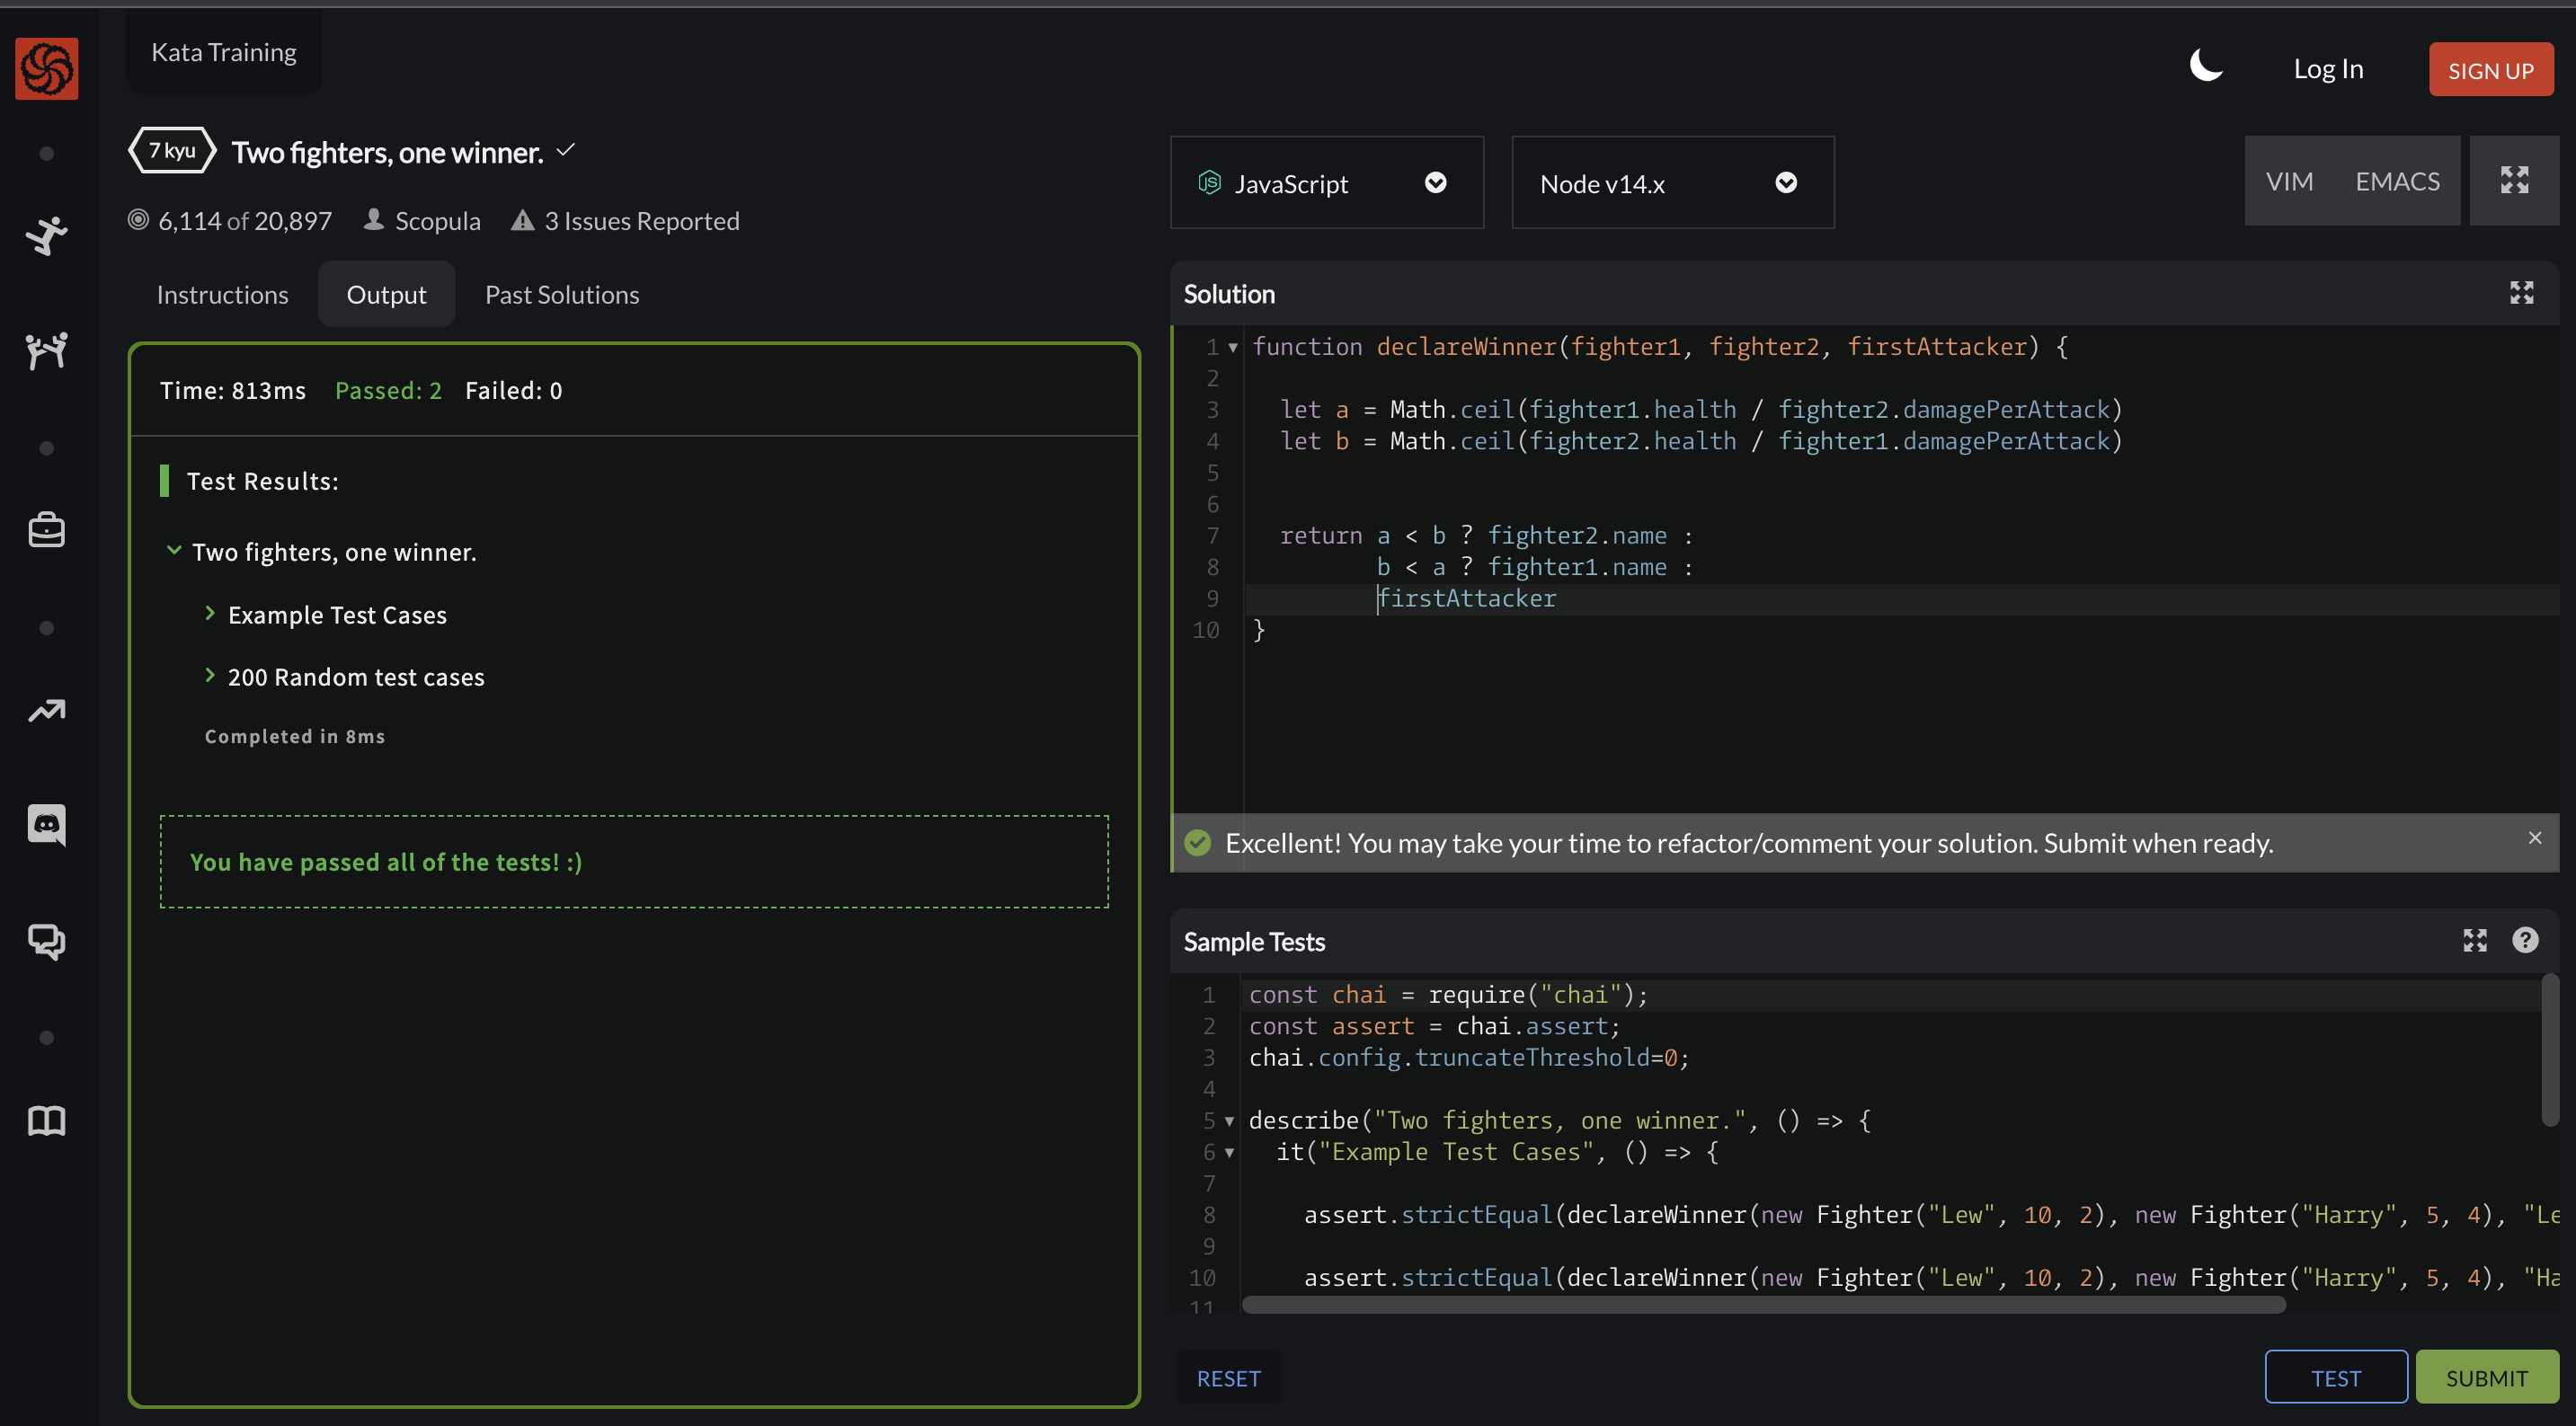 Kata Training
Log In
SIGN UP
7 kyu
Two fighters, one winner.
6,114 of 20,897
Scopula
3 Issues Reported
JavaScript
Node v14.x
VIM
EMACS
Instructions
Output
Past Solutions
Time: 813ms
Passed: 2
Failed: 0
Test Results:
Two fighters, one winner.
Example Test Cases
200 Random test cases
Completed in 8ms
You have passed all of the tests! :)
Solution
1
function declareWinner(fighter1, fighter2, firstAttacker) {
2
3
let a = Math.ceil(fighter1.health / fighter2.damagePerAttack)
4
let b = Math.ceil(fighter2.health / fighter1.damagePerAttack)
5
6
7
return a < b ? fighter2.name :
8
b < a ? fighter1.name :
9
firstAttacker
10
}
Excellent! You may take your time to refactor/comment your solution. Submit when ready.
Sample Tests
1
const chai = require("chai");
2
const assert = chai.assert;
3
chai.config.truncateThreshold=0;
4
5
describe("Two fighters, one winner.", () => {
6
it("Example Test Cases", () => {
7
8
assert.strictEqual(declareWinner(new Fighter("Lew", 10, 2), new Fighter("Harry", 5, 4), "Le
9
10
assert.strictEqual(declareWinner(new Fighter("Lew", 10, 2), new Fighter("Harry", 5, 4), "Ha
11
RESET
TEST
SUBMIT